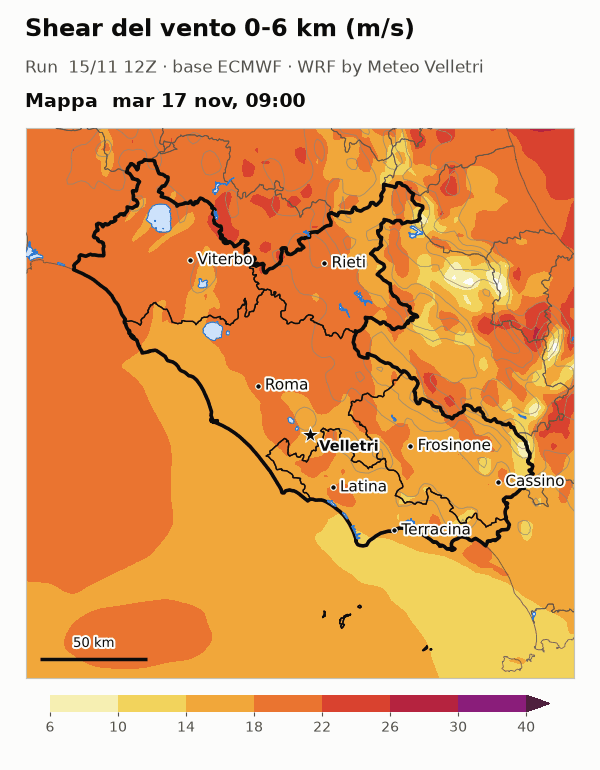 Shear del vento 0-6 km (m/s)
Run  15/11 12Z · base ECMWF · WRF by Meteo Velletri
Mappa  mar 17 nov, 09:00
Viterbo
Rieti
Roma
Velletri
Frosinone
Latina
Cassino
Terracina
50 km
6 10 14 18 22 26 30 40